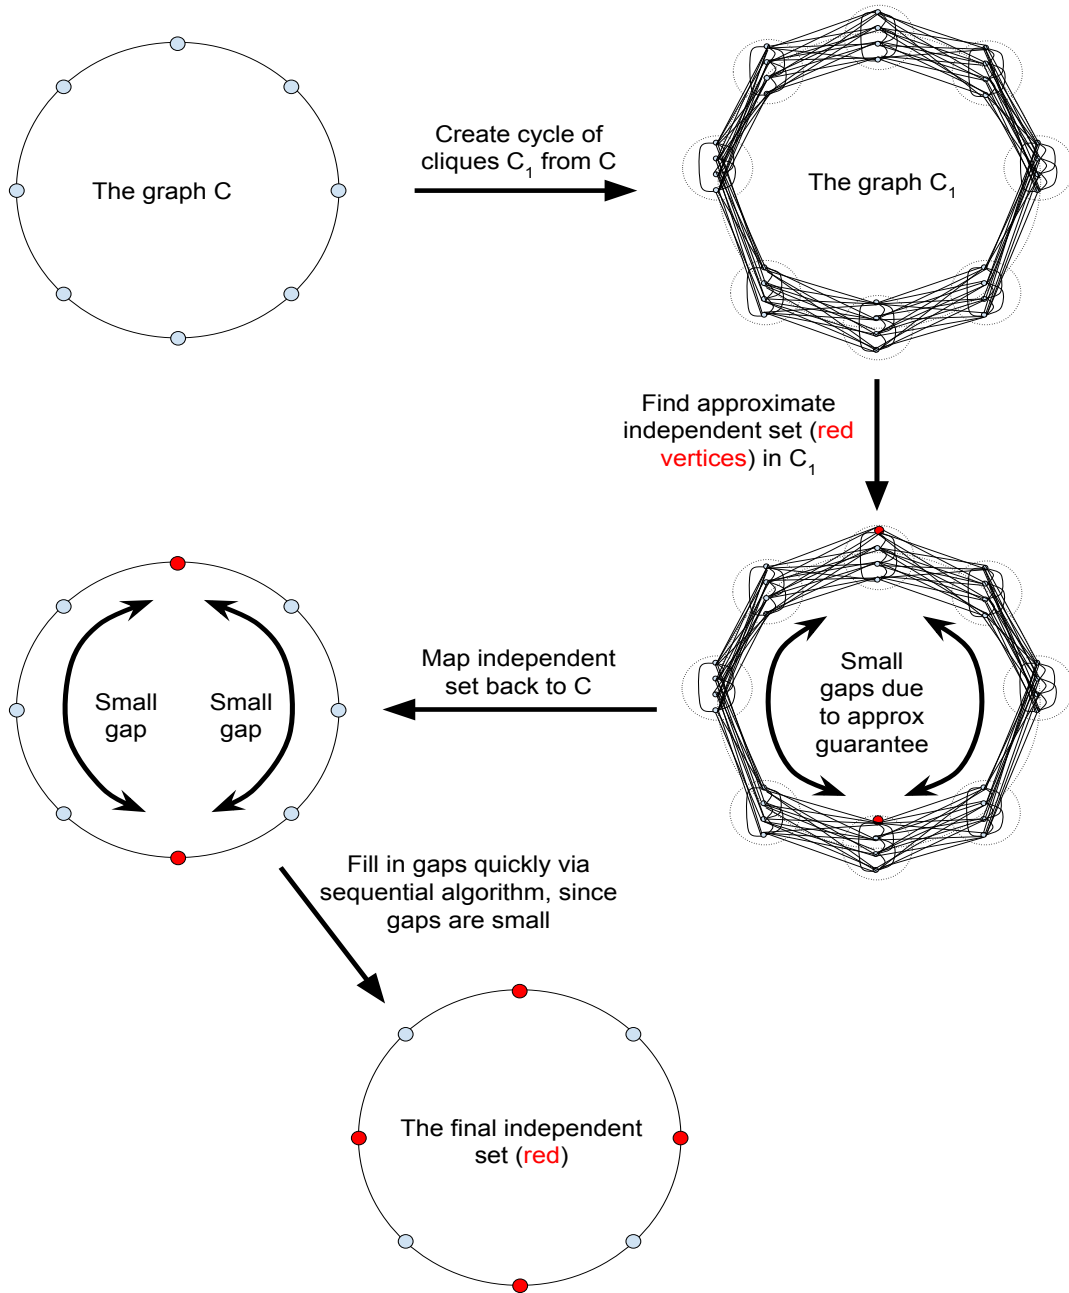 The graph C
Create cycle of
cliques C₁ from C
The graph C₁
Find approximate
independent set (red
vertices) in C₁
Small
gaps due
to approx
guarantee
Map independent
set back to C
Small
gap
Small
gap
Fill in gaps quickly via
sequential algorithm, since
gaps are small
The final independent
set (red)